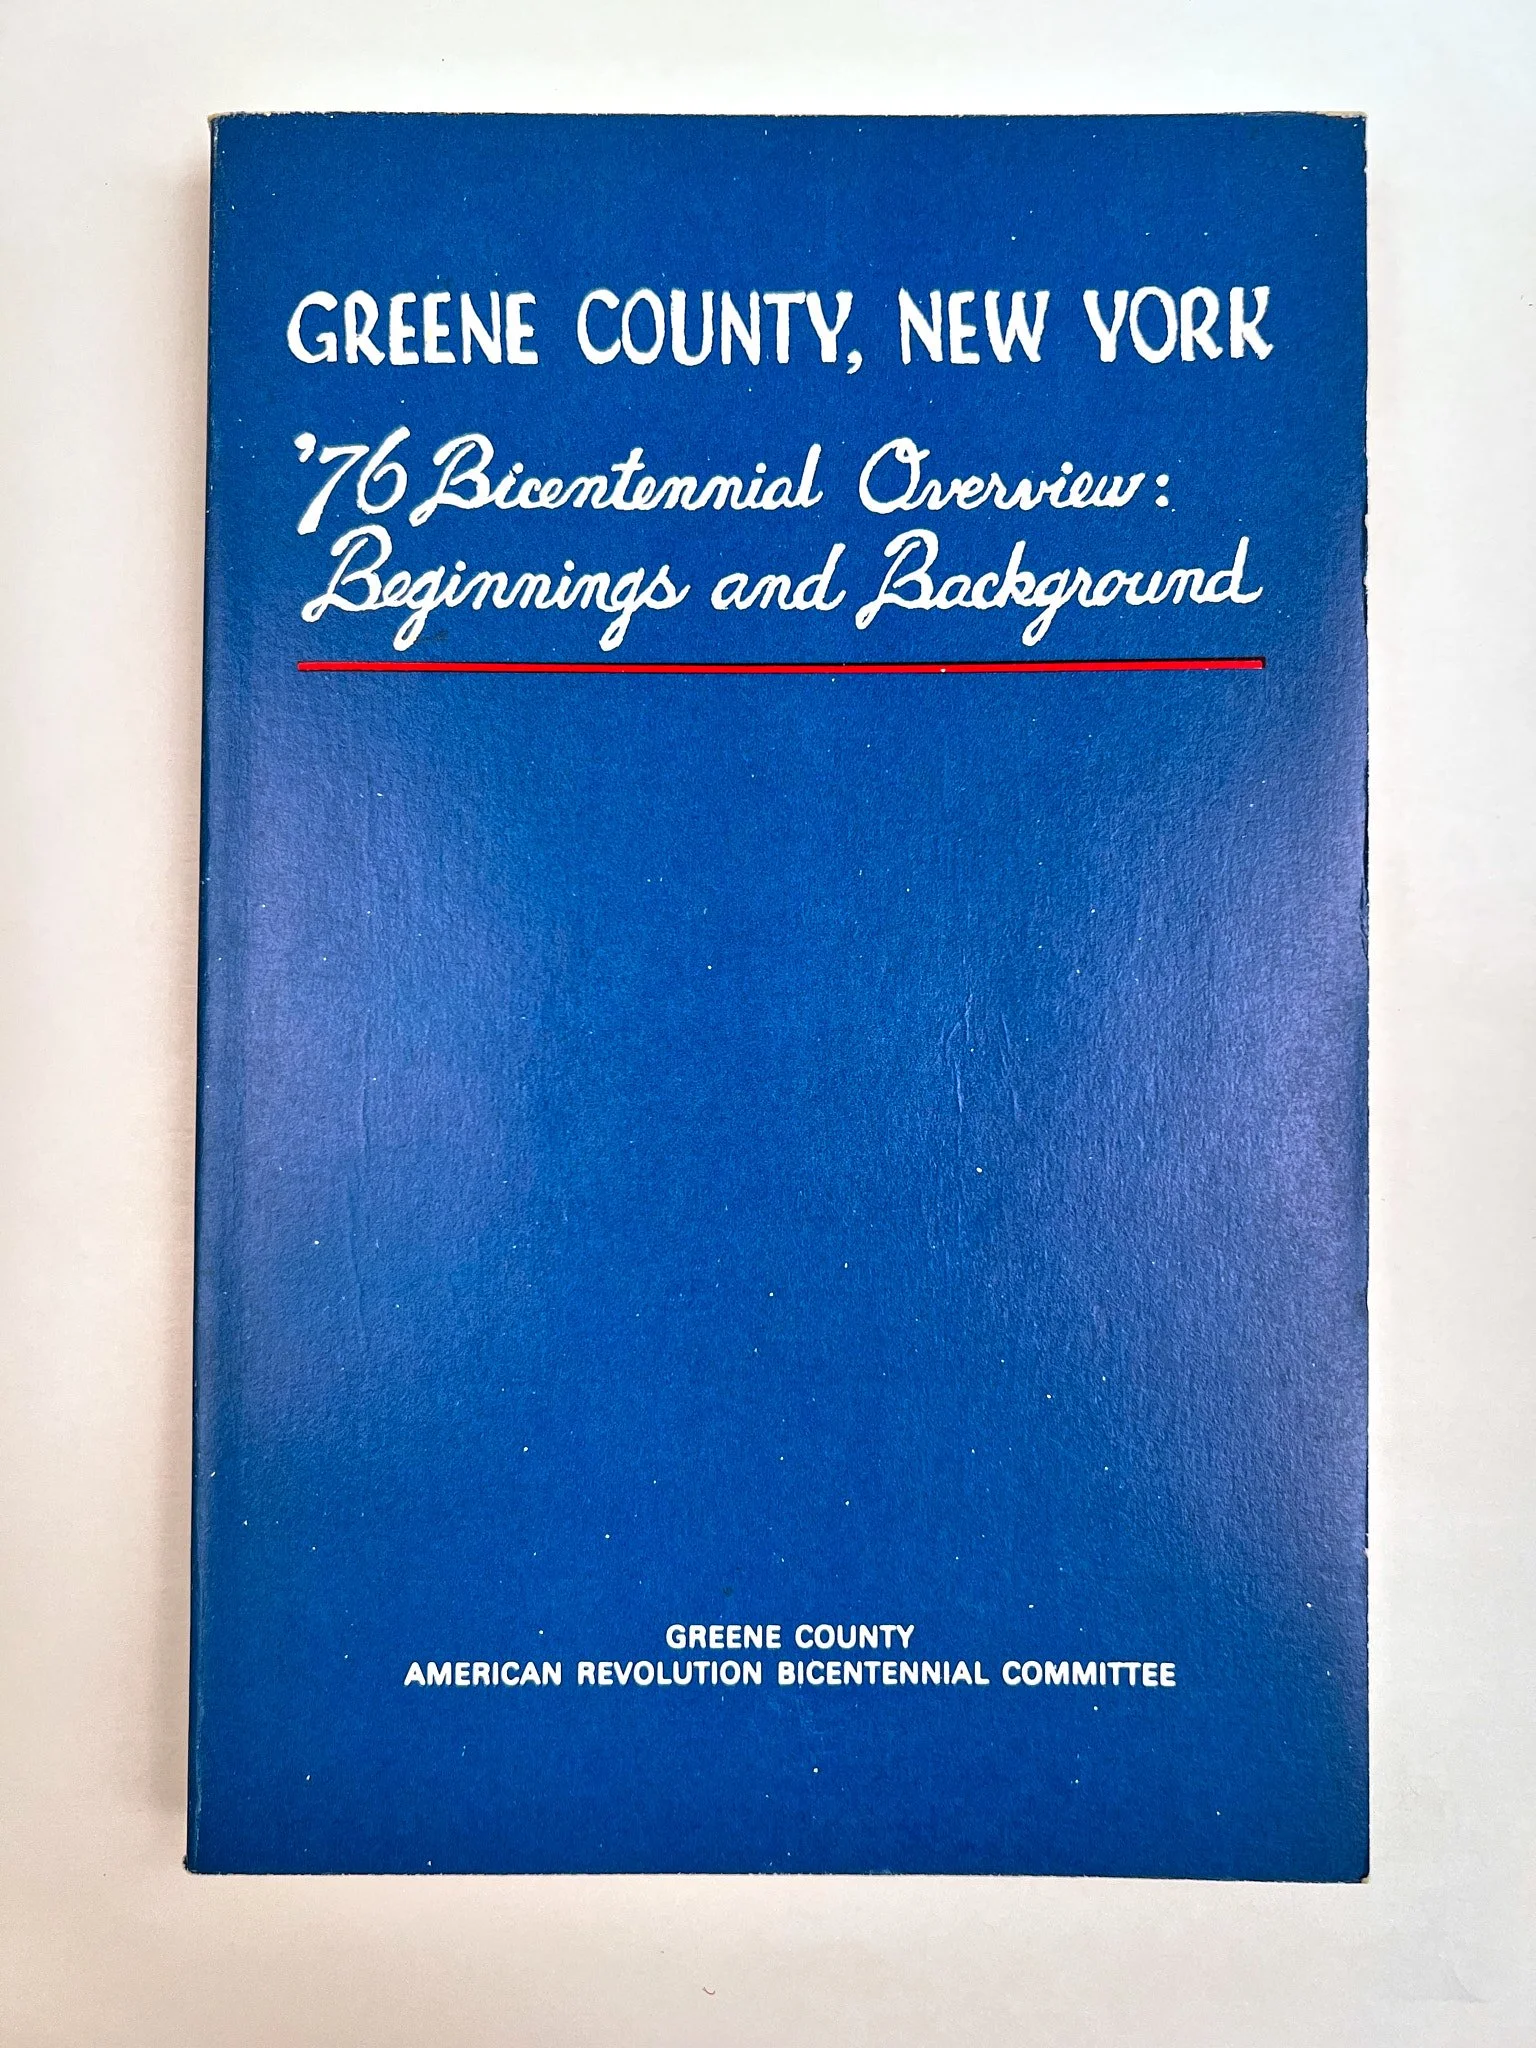 GREENE COUNTY, NEW YORK
'76 Bicentennial Overview:
Beginnings and Background
GREENE COUNTY
AMERICAN REVOLUTION BICENTENNIAL COMMITTEE